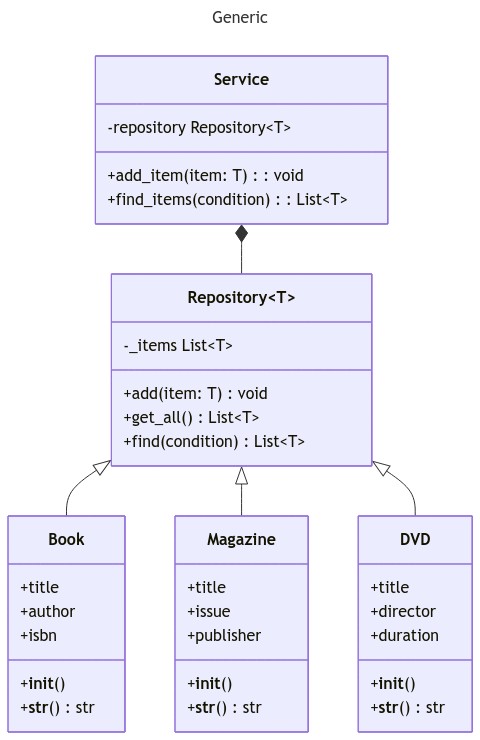 Generic
Service
-repository Repository<T>
+add_item(item: T) : : void
+find_items(condition) : : List<T>
Repository<T>
-_items List<T>
+add(item: T) : void
+get_all() : List<T>
+find(condition) : List<T>
Book
+title
+author
+isbn
+init()
+str() : str
Magazine
+title
+issue
+publisher
+init()
+str() : str
DVD
+title
+director
+duration
+init()
+str() : str